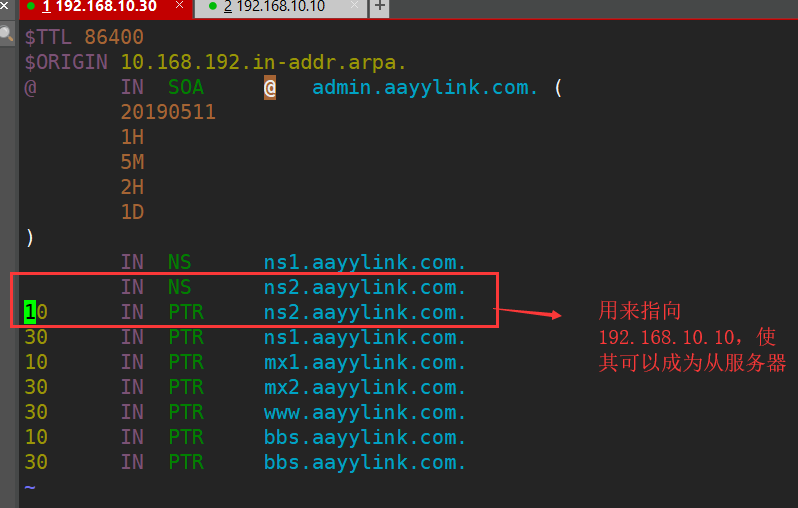 1 192.168.10.30 × 2 192.168.10.10 × +
$TTL 86400
$ORIGIN 10.168.192.in-addr.arpa.
@ IN SOA @ admin.aayylink.com. (
20190511
1H
5M
2H
1D
)
IN NS ns1.aayylink.com.
IN NS ns2.aayylink.com.
10 IN PTR ns2.aayylink.com.
30 IN PTR ns1.aayylink.com.
10 IN PTR mx1.aayylink.com.
30 IN PTR mx2.aayylink.com.
30 IN PTR www.aayylink.com.
10 IN PTR bbs.aayylink.com.
30 IN PTR bbs.aayylink.com.
~
用来指向
192.168.10.10，使
其可以成为从服务器